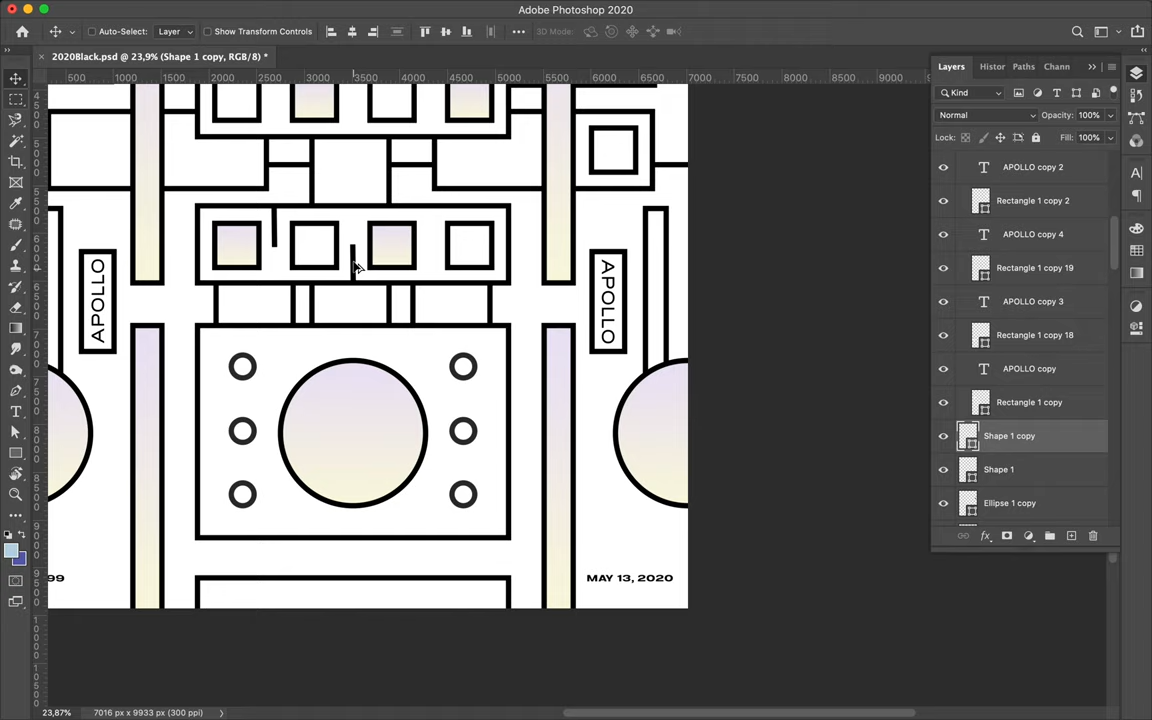 Adobe Photoshop 2020
Auto-Select: Layer Show Transform Controls 3D Mode:
2020Black.psd @ 23,9% (Shape 1 copy, RGB/8) *
500 1000 1500 2000 2500 3000 3500 4000 4500 5000 5500 6000 6500 7000 7500 8000 8500 9000
Layers Histor Paths Chann
Kind
Normal Opacity: 100%
Lock: Fill: 100%
APOLLO copy 2
Rectangle 1 copy 2
APOLLO copy 4
Rectangle 1 copy 19
APOLLO copy 3
Rectangle 1 copy 18
APOLLO copy
Rectangle 1 copy
Shape 1 copy
Shape 1
Ellipse 1 copy
APOLLO
APOLLO
99
MAY 13, 2020
23,87% 7016 px x 9933 px (300 ppi)